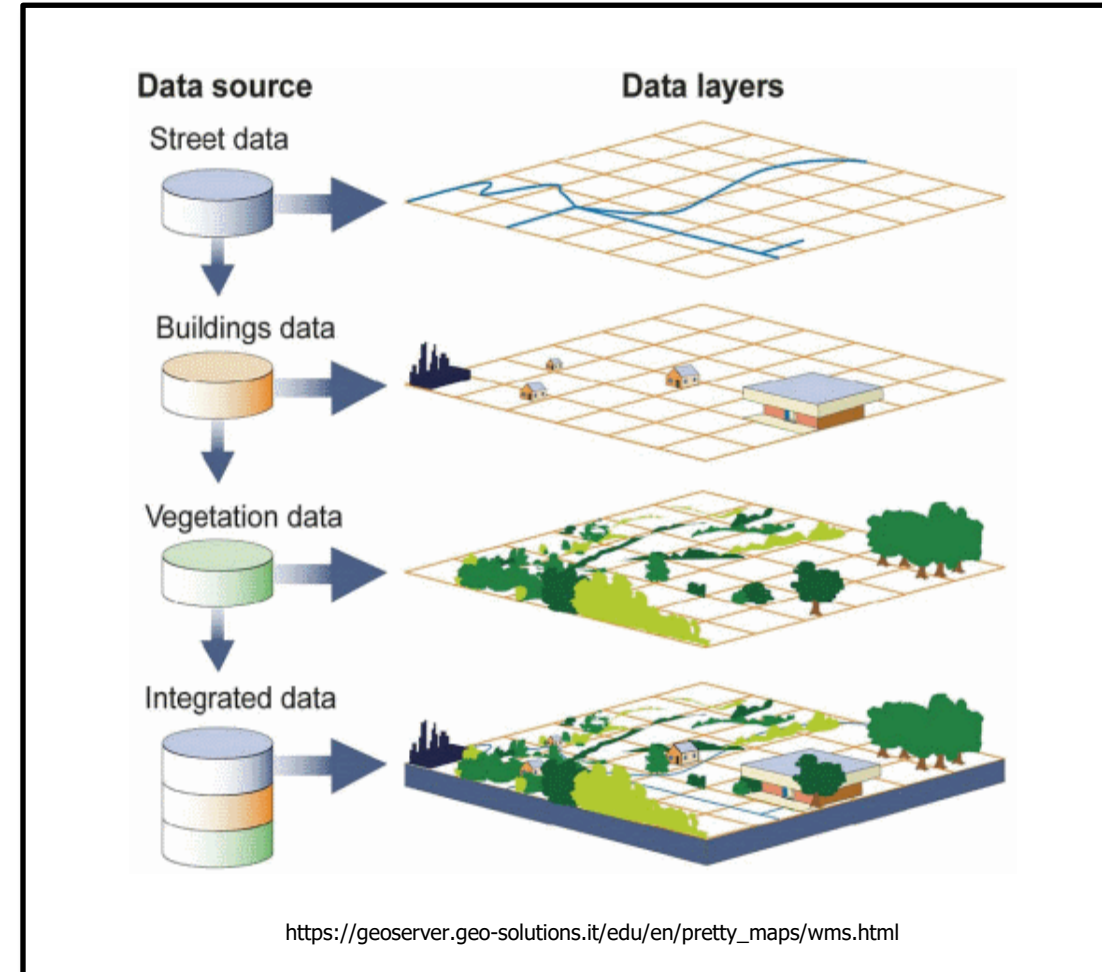 Data source
Data layers
Street data
Buildings data
Vegetation data
Integrated data
https://geoserver.geo-solutions.it/edu/en/pretty_maps/wms.html